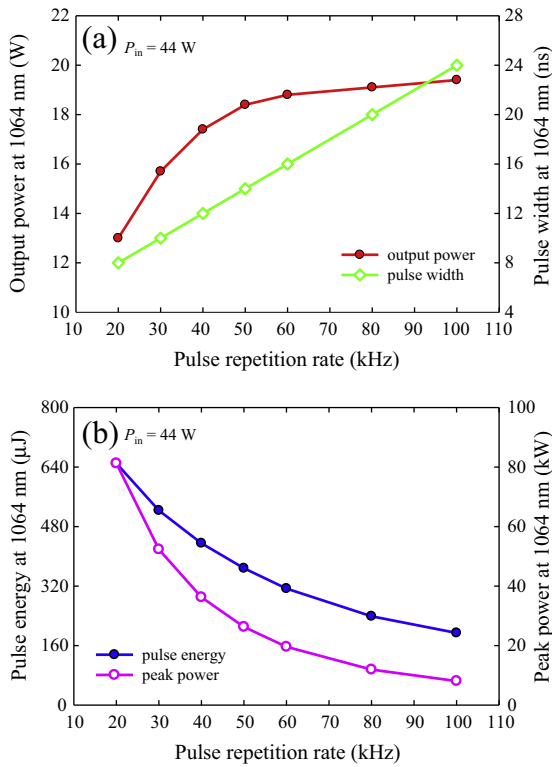 (a)
P_in = 44 W
Output power at 1064 nm (W)
22
20
18
16
14
12
10
Pulse width at 1064 nm (ns)
28
24
20
16
12
8
4
output power
pulse width
10 20 30 40 50 60 70 80 90 100 110
Pulse repetition rate (kHz)
(b)
P_in = 44 W
Pulse energy at 1064 nm (μJ)
800
640
480
320
160
0
Peak power at 1064 nm (kW)
100
80
60
40
20
0
pulse energy
peak power
10 20 30 40 50 60 70 80 90 100 110
Pulse repetition rate (kHz)